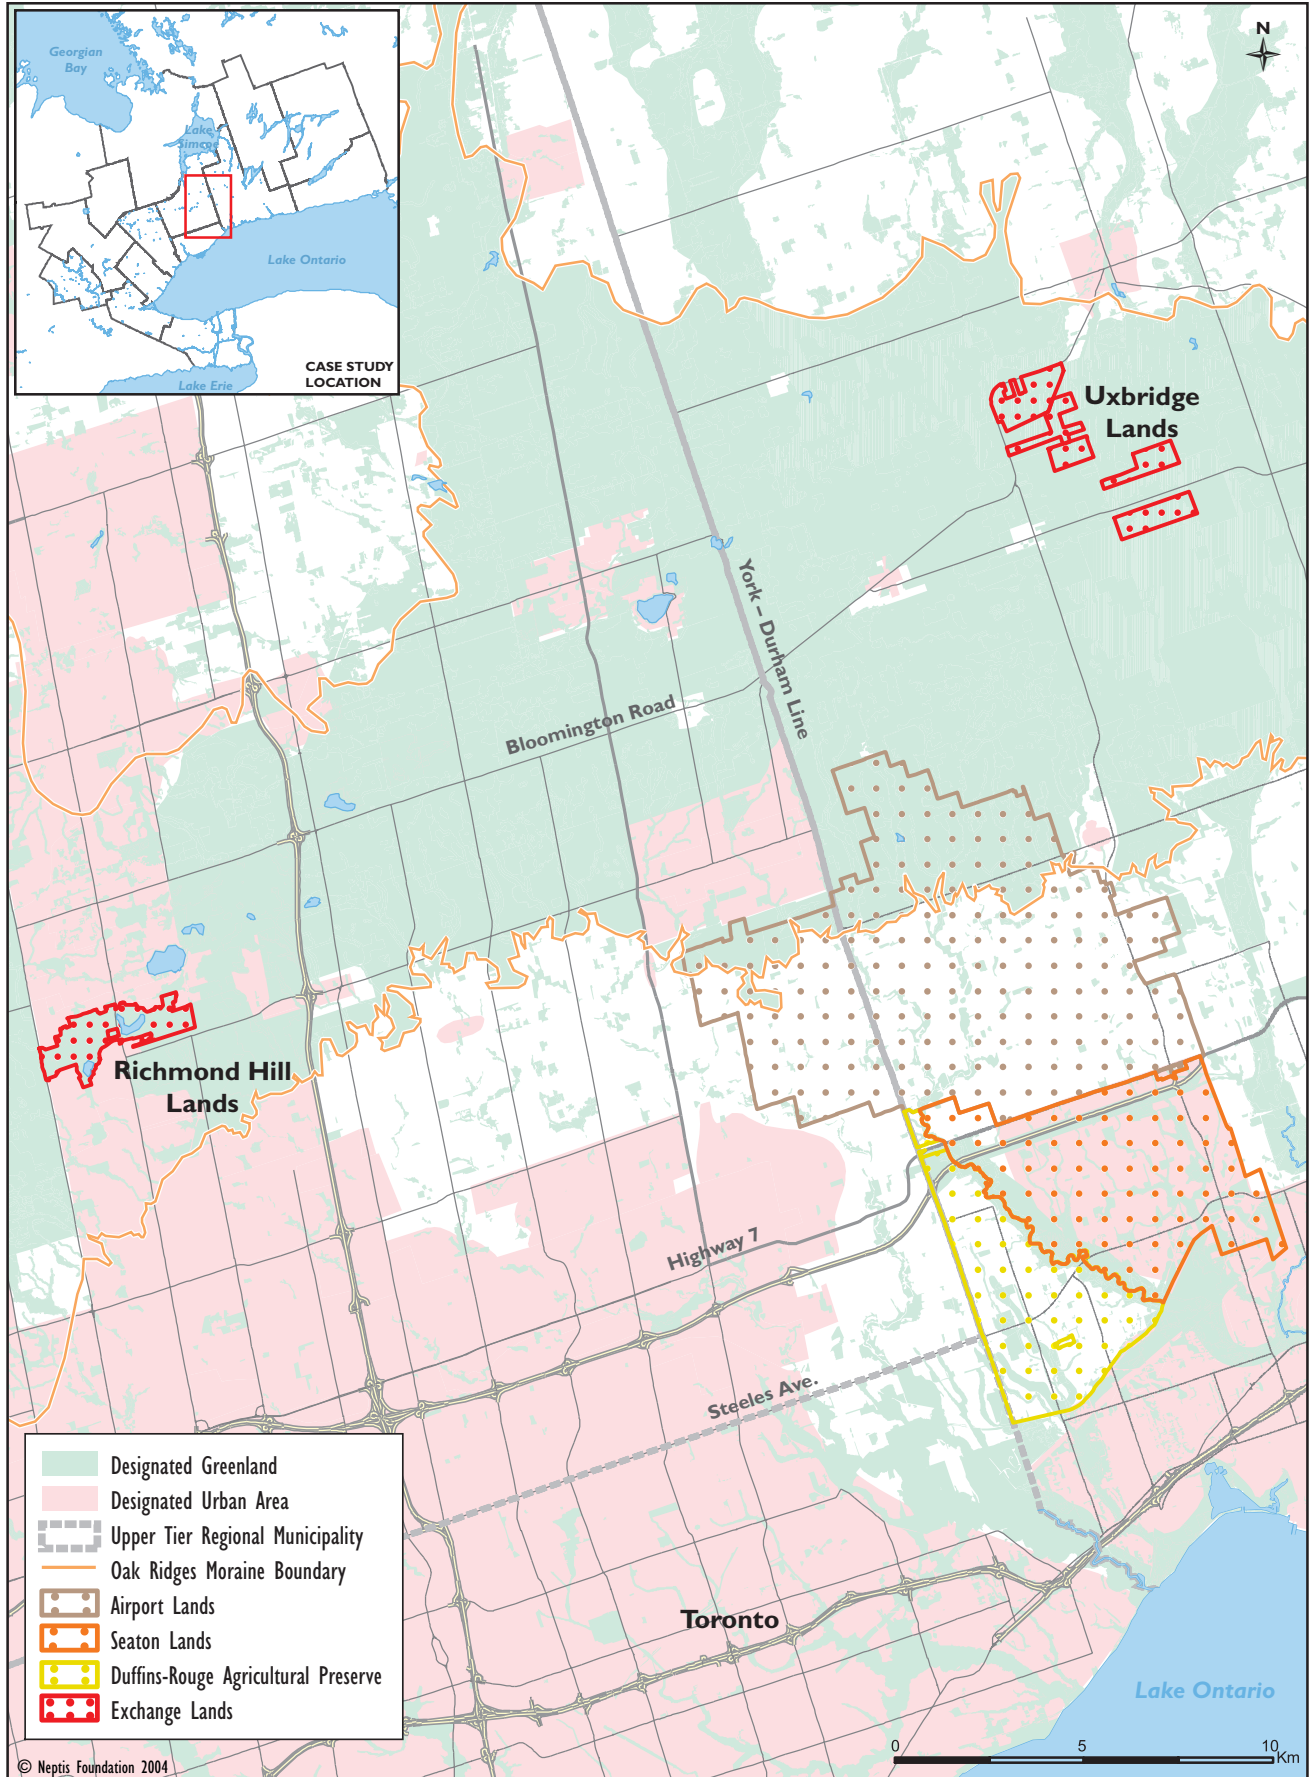 Georgian
Bay
Lake
Simcoe
Lake Ontario
Lake Erie
CASE STUDY
LOCATION
N
Uxbridge
Lands
York – Durham Line
Bloomington Road
Richmond Hill
Lands
Highway 7
Steeles Ave.
Toronto
Lake Ontario
Designated Greenland
Designated Urban Area
Upper Tier Regional Municipality
Oak Ridges Moraine Boundary
Airport Lands
Seaton Lands
Duffins-Rouge Agricultural Preserve
Exchange Lands
© Neptis Foundation 2004
0 5 10
Km